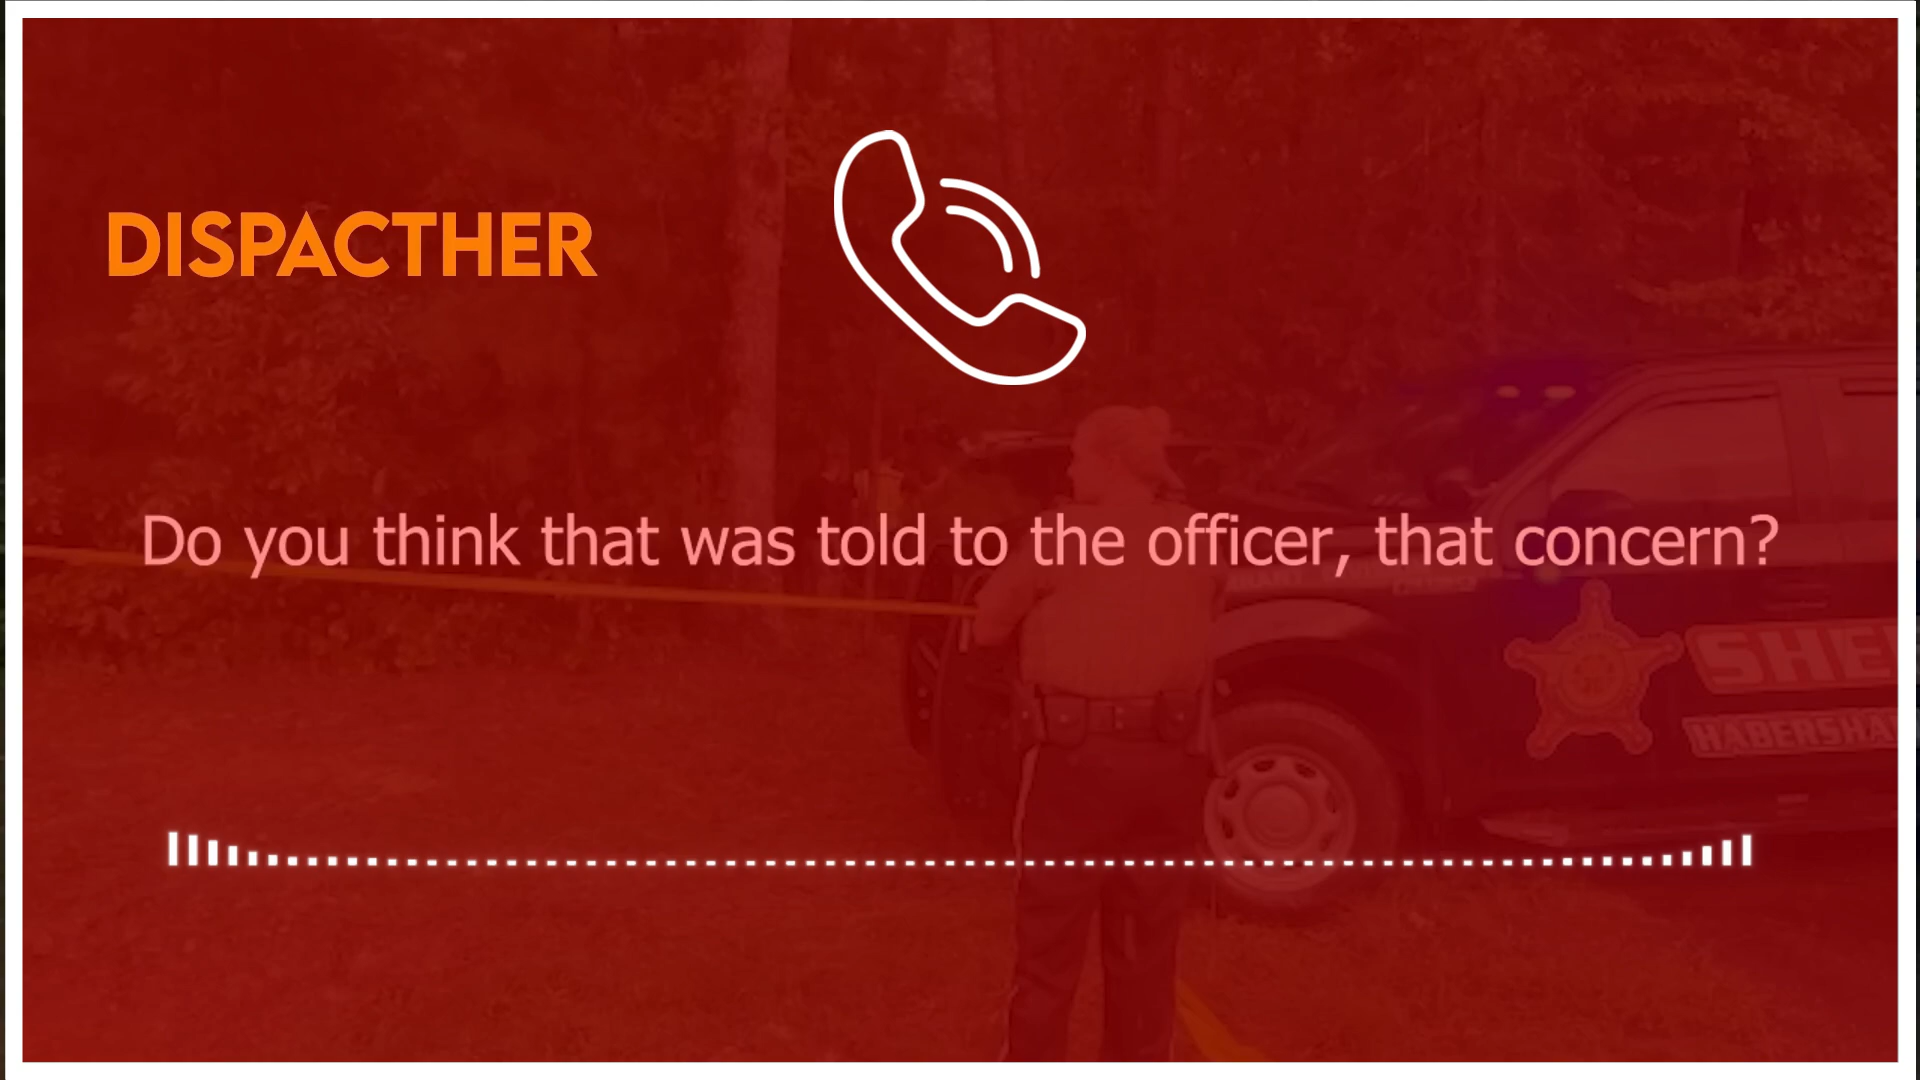 DISPACTHER
Do you think that was told to the officer, that concern?
SHE
HABERSHA